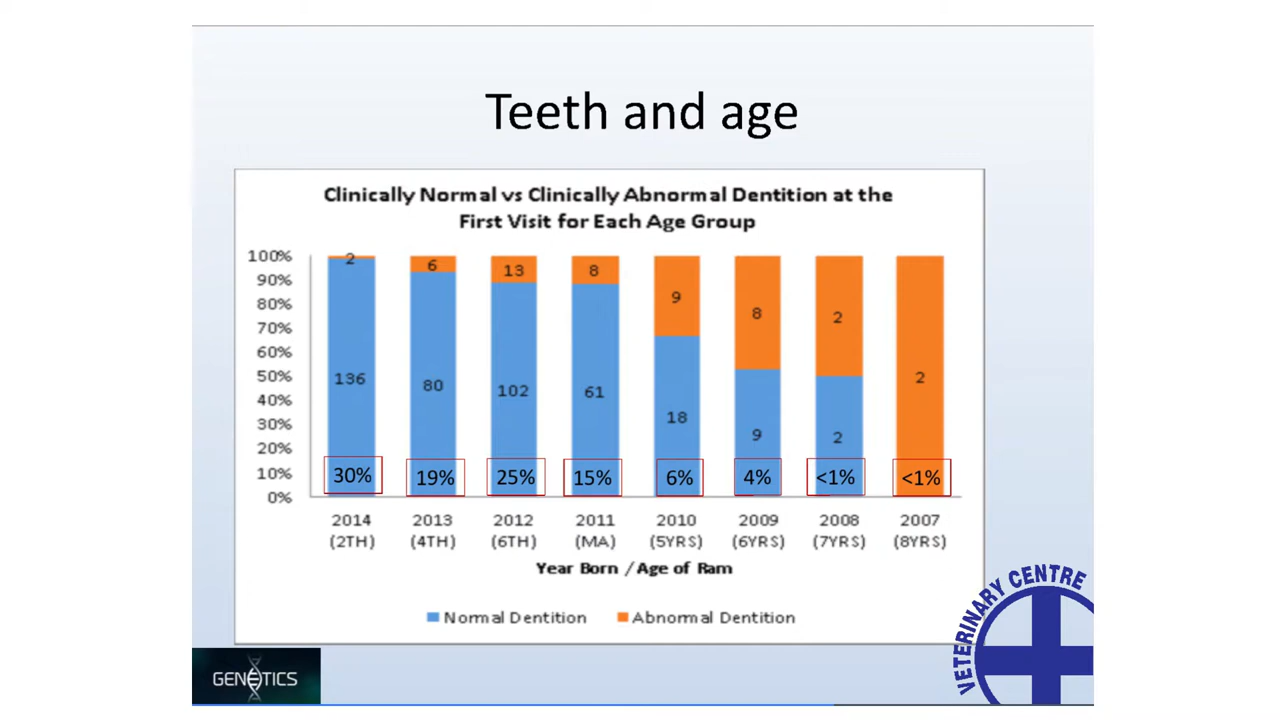 Teeth and age
Clinically Normal vs Clinically Abnormal Dentition at the
First Visit for Each Age Group
100%
90%
80%
70%
60%
50%
40%
30%
20%
10%
0%
2 6 13 8 9 8 2 2
136 80 102 61 18 9 2
30% 19% 25% 15% 6% 4% <1% <1%
2014 2013 2012 2011 2010 2009 2008 2007
(2TH) (4TH) (6TH) (MA) (5YRS) (6YRS) (7YRS) (8YRS)
Year Born / Age of Ram
Normal Dentition Abnormal Dentition
VETERINARY CENTRE
GENETICS